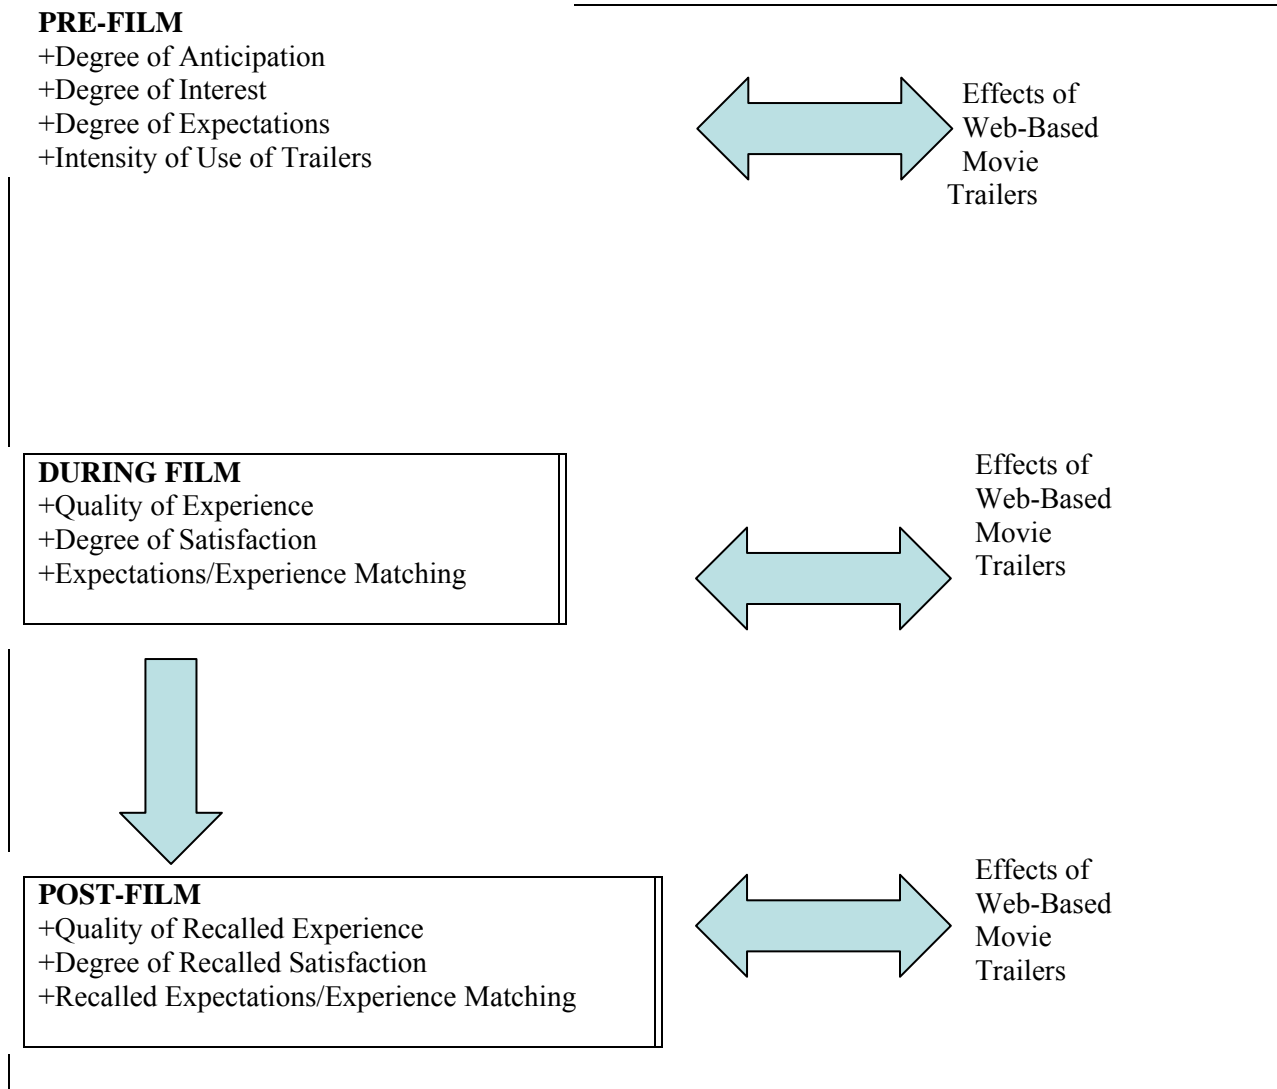 PRE-FILM
+Degree of Anticipation
+Degree of Interest
+Degree of Expectations
+Intensity of Use of Trailers
Effects of
Web-Based
Movie
Trailers
DURING FILM
+Quality of Experience
+Degree of Satisfaction
+Expectations/Experience Matching
Effects of
Web-Based
Movie
Trailers
POST-FILM
+Quality of Recalled Experience
+Degree of Recalled Satisfaction
+Recalled Expectations/Experience Matching
Effects of
Web-Based
Movie
Trailers